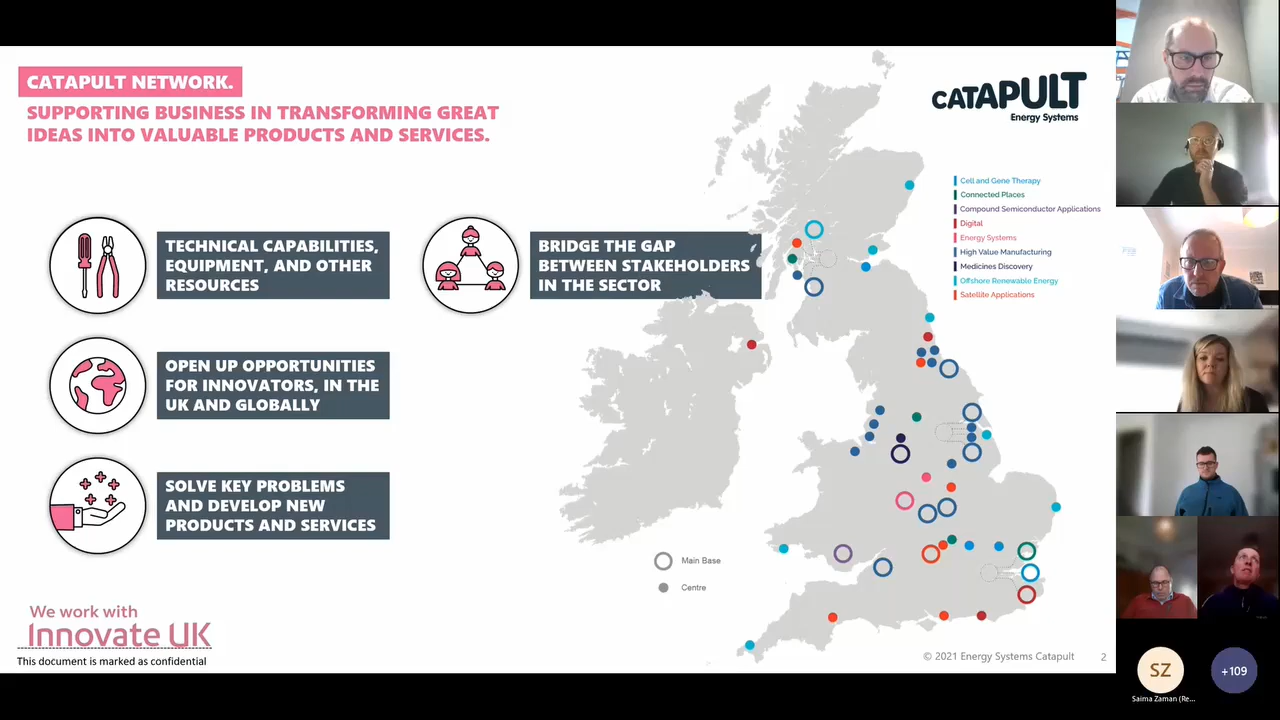 CATAPULT NETWORK.
SUPPORTING BUSINESS IN TRANSFORMING GREAT
IDEAS INTO VALUABLE PRODUCTS AND SERVICES.
CATAPULT
Energy Systems
TECHNICAL CAPABILITIES,
EQUIPMENT, AND OTHER
RESOURCES
BRIDGE THE GAP
BETWEEN STAKEHOLDERS
IN THE SECTOR
OPEN UP OPPORTUNITIES
FOR INNOVATORS, IN THE
UK AND GLOBALLY
SOLVE KEY PROBLEMS
AND DEVELOP NEW
PRODUCTS AND SERVICES
Cell and Gene Therapy
Connected Places
Compound Semiconductor Applications
Digital
Energy Systems
High Value Manufacturing
Medicines Discovery
Offshore Renewable Energy
Satellite Applications
Main Base
Centre
We work with
Innovate UK
This document is marked as confidential
© 2021 Energy Systems Catapult
2
SZ
Saima Zaman (Re...
+109